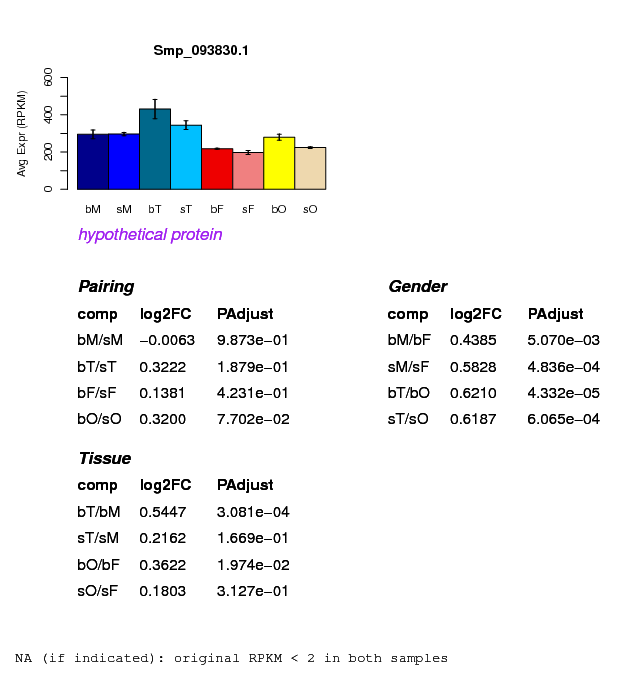 Smp_093830.1
Avg Expr (RPKM)
600
400
200
0
bM sM bT sT bF sF bO sO
hypothetical protein
Pairing
comp log2FC PAdjust
bM/sM −0.0063 9.873e−01
bT/sT 0.3222 1.879e−01
bF/sF 0.1381 4.231e−01
bO/sO 0.3200 7.702e−02
Gender
comp log2FC PAdjust
bM/bF 0.4385 5.070e−03
sM/sF 0.5828 4.836e−04
bT/bO 0.6210 4.332e−05
sT/sO 0.6187 6.065e−04
Tissue
comp log2FC PAdjust
bT/bM 0.5447 3.081e−04
sT/sM 0.2162 1.669e−01
bO/bF 0.3622 1.974e−02
sO/sF 0.1803 3.127e−01
NA (if indicated): original RPKM < 2 in both samples